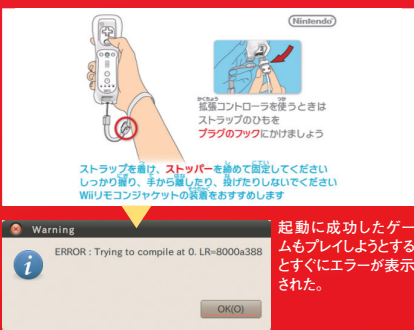 Nintendo
かくちょう つか
拡張コントローラを使うときは
ストラップのひもを
プラグのフックにかけましょう
ストラップを着け、ストッパーを締めて固定してください
しっかり握り、手から離したり、投げたりしないでください
Wiiリモコンジャケットの装着をおすすめします
Warning
ERROR : Trying to compile at 0. LR=8000a388
OK(O)
起動に成功したゲー
ムもプレイしようとする
とすぐにエラーが表示
された。